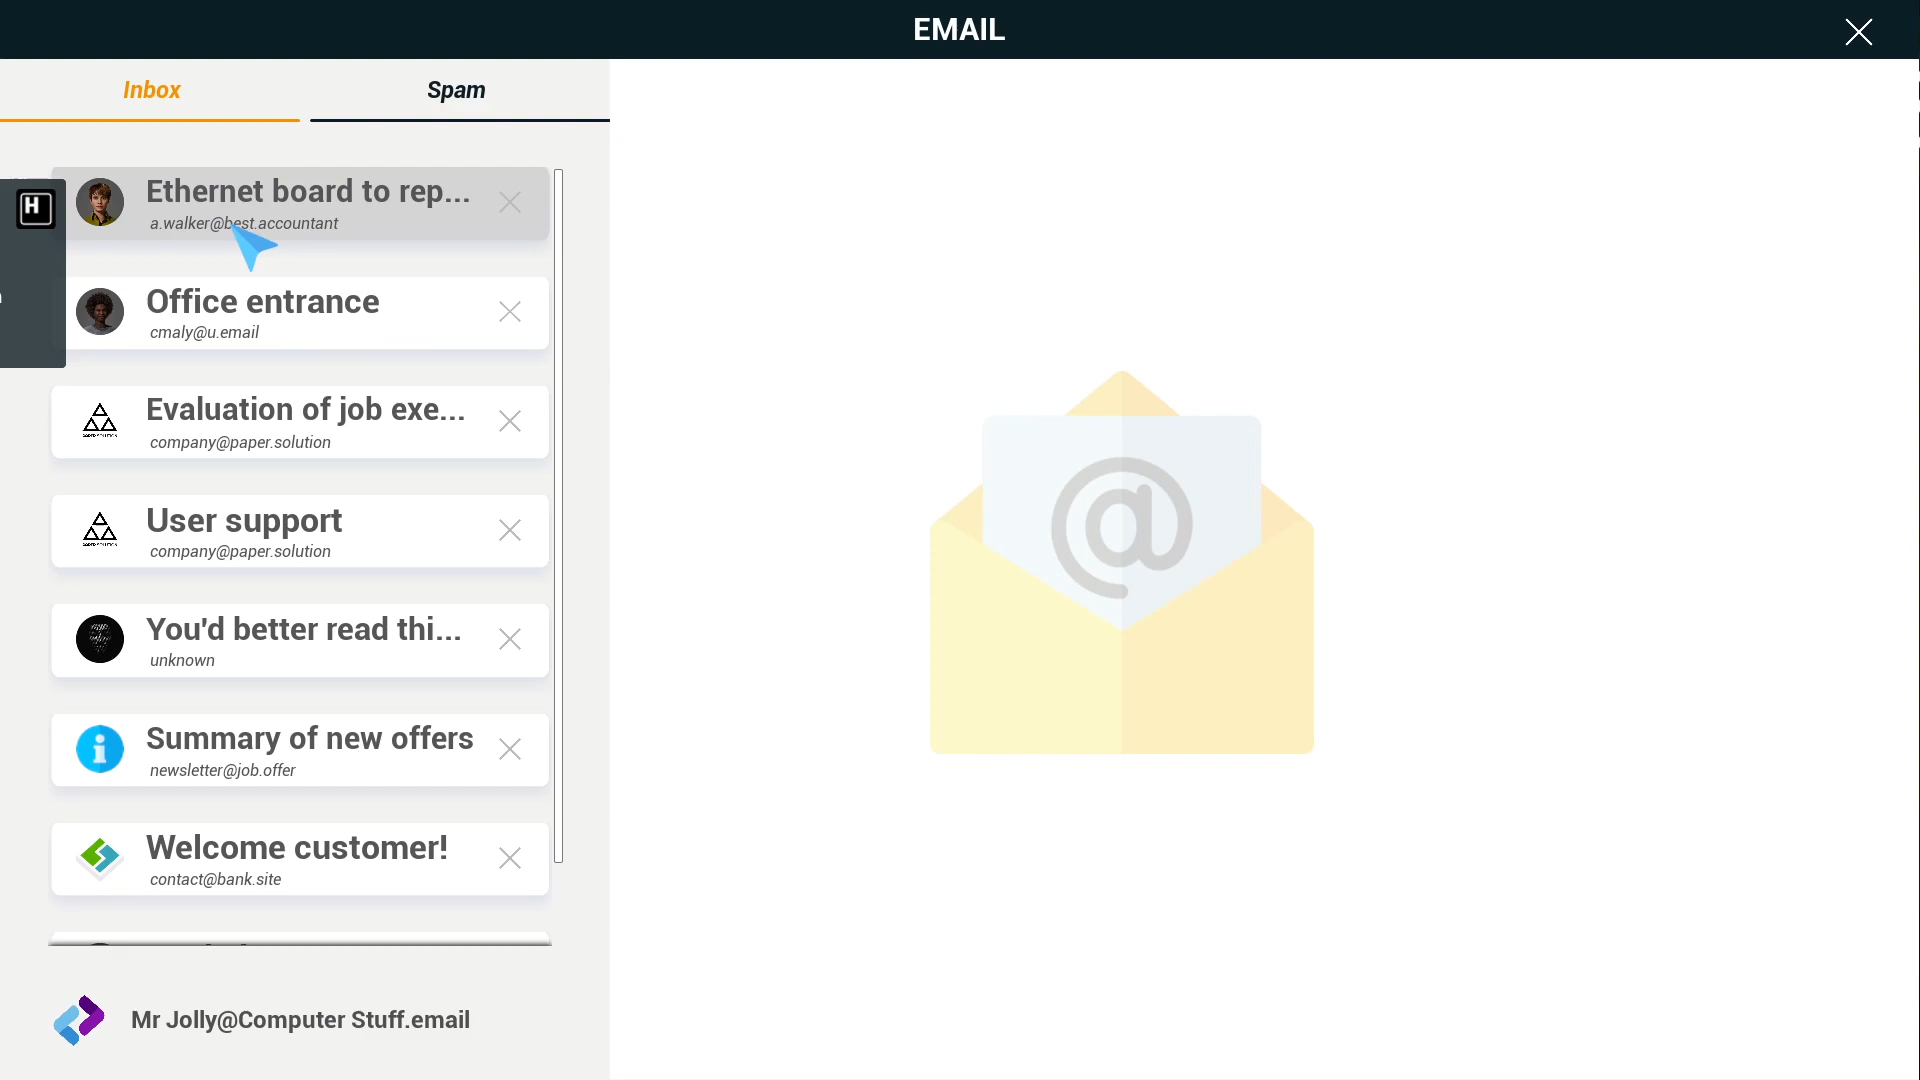 EMAIL
Inbox
Spam
H
Ethernet board to rep...
a.walker@best.accountant
Office entrance
cmaly@u.email
Evaluation of job exe...
company@paper.solution
User support
company@paper.solution
You'd better read thi...
unknown
Summary of new offers
newsletter@job.offer
Welcome customer!
contact@bank.site
Mr Jolly@Computer Stuff.email